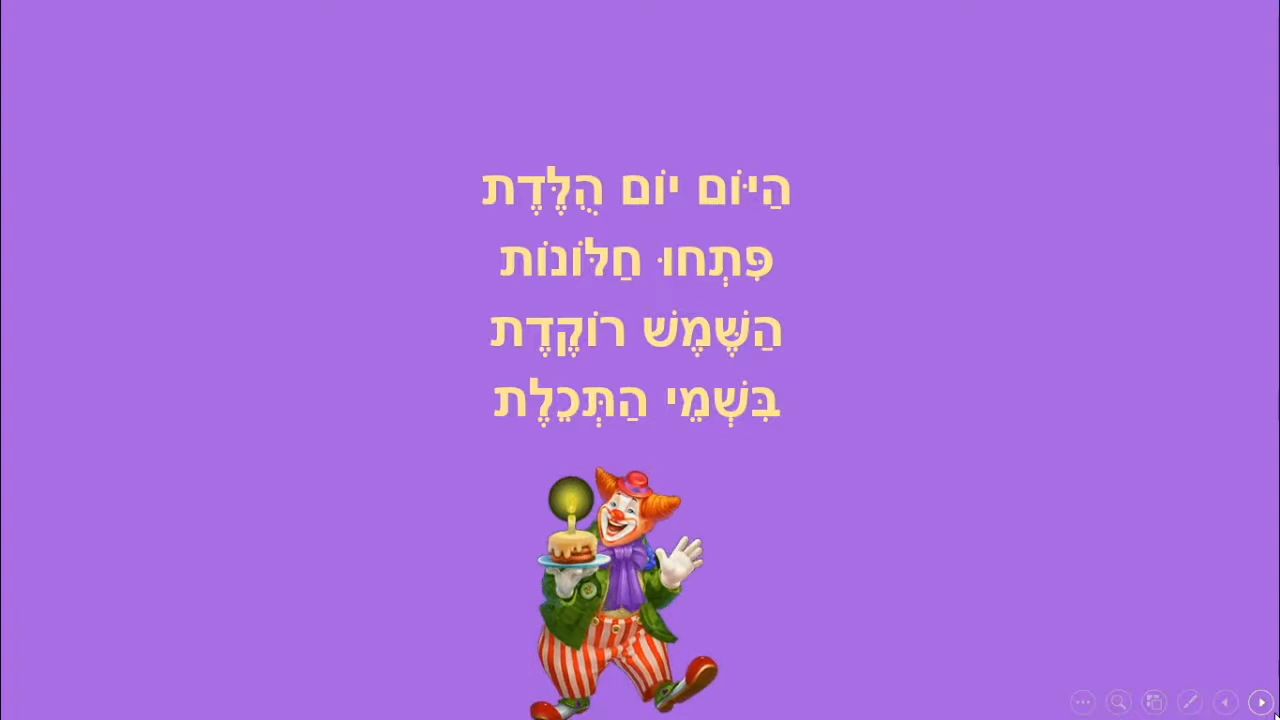 הַיּוֹם יוֹם הֻלֶּדֶת
פִּתְחוּ חַלּוֹנוֹת
הַשֶּׁמֶשׁ רוֹקֶדֶת
בִּשְׁמֵי הַתְּכֵלֶת